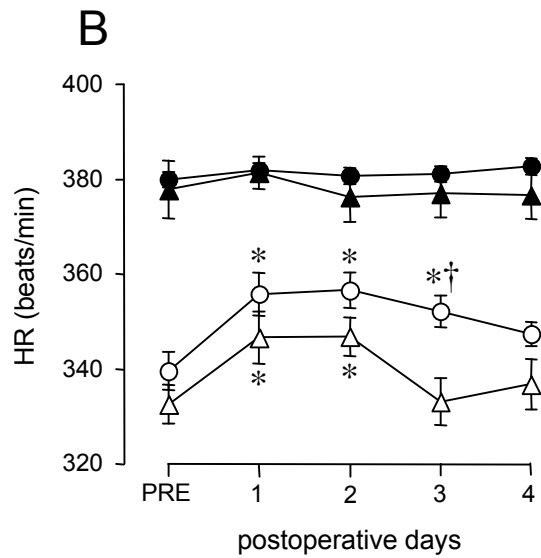 B
HR (beats/min)
400
380
360
340
320
* * *†
* *
PRE 1 2 3 4
postoperative days